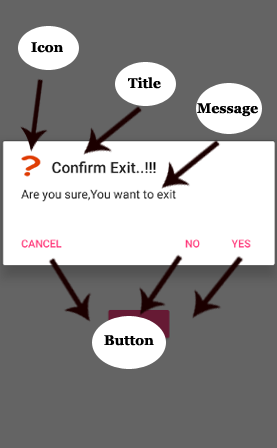 Icon
Title
Message
? Confirm Exit..!!!
Are you sure,You want to exit
CANCEL NO YES
Button